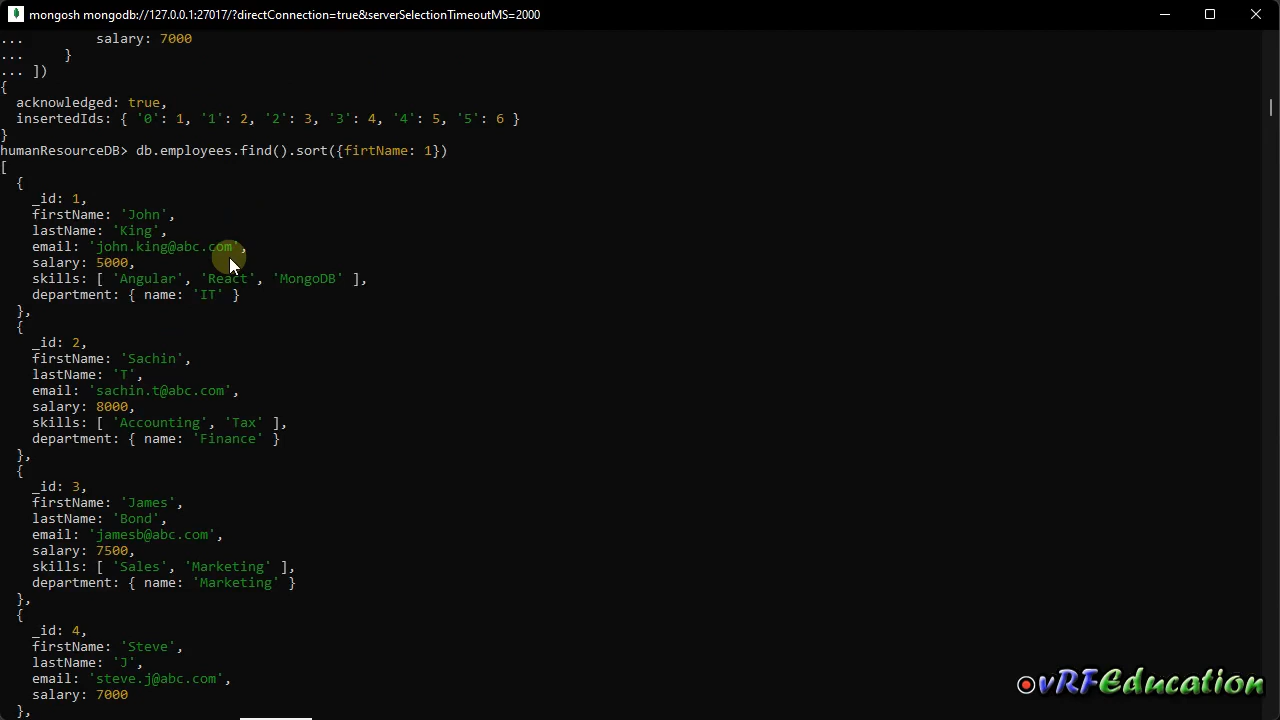 mongosh mongodb://127.0.0.1:27017/?directConnection=true&serverSelectionTimeoutMS=2000
...         salary: 7000
...     }
... ])
{
  acknowledged: true,
  insertedIds: { '0': 1, '1': 2, '2': 3, '3': 4, '4': 5, '5': 6 }
}
humanResourceDB> db.employees.find().sort({firtName: 1})
[
  {
    _id: 1,
    firstName: 'John',
    lastName: 'King',
    email: 'john.king@abc.com',
    salary: 5000,
    skills: [ 'Angular', 'React', 'MongoDB' ],
    department: { name: 'IT' }
  },
  {
    _id: 2,
    firstName: 'Sachin',
    lastName: 'T',
    email: 'sachin.t@abc.com',
    salary: 8000,
    skills: [ 'Accounting', 'Tax' ],
    department: { name: 'Finance' }
  },
  {
    _id: 3,
    firstName: 'James',
    lastName: 'Bond',
    email: 'jamesb@abc.com',
    salary: 7500,
    skills: [ 'Sales', 'Marketing' ],
    department: { name: 'Marketing' }
  },
  {
    _id: 4,
    firstName: 'Steve',
    lastName: 'J',
    email: 'steve.j@abc.com',
    salary: 7000
  },
vRFEducation